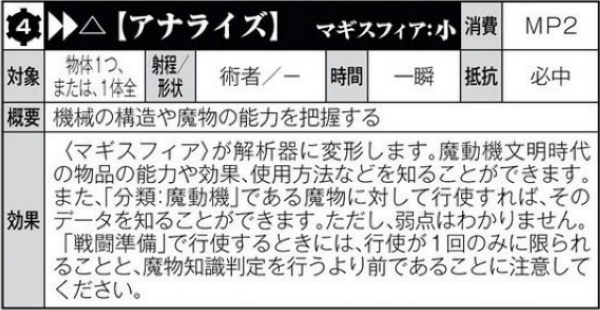 4 ▶▶△【アナライズ】 マギスフィア:小 消費 MP2
対象 物体1つ、または、1体全 射程/形状 術者/― 時間 一瞬 抵抗 必中
概要 機械の構造や魔物の能力を把握する
効果
〈マギスフィア〉が解析器に変形します。魔動機文明時代
の物品の能力や効果、使用方法などを知ることができます。
また、「分類:魔動機」である魔物に対して行使すれば、その
データを知ることができます。ただし、弱点はわかりません。
「戦闘準備」で行使するときには、行使が1回のみに限られ
ることと、魔物知識判定を行うより前であることに注意して
ください。